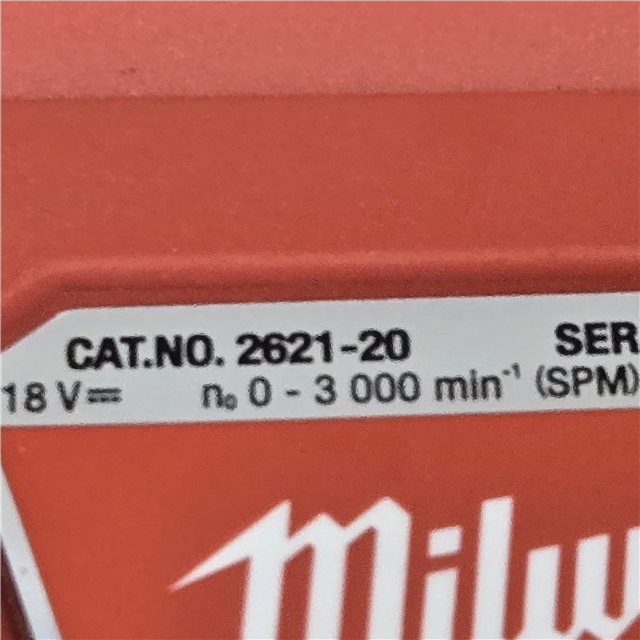 CAT.NO. 2621-20 SER
18 V⎓ n₀ 0 - 3 000 min⁻¹ (SPM)
Milw